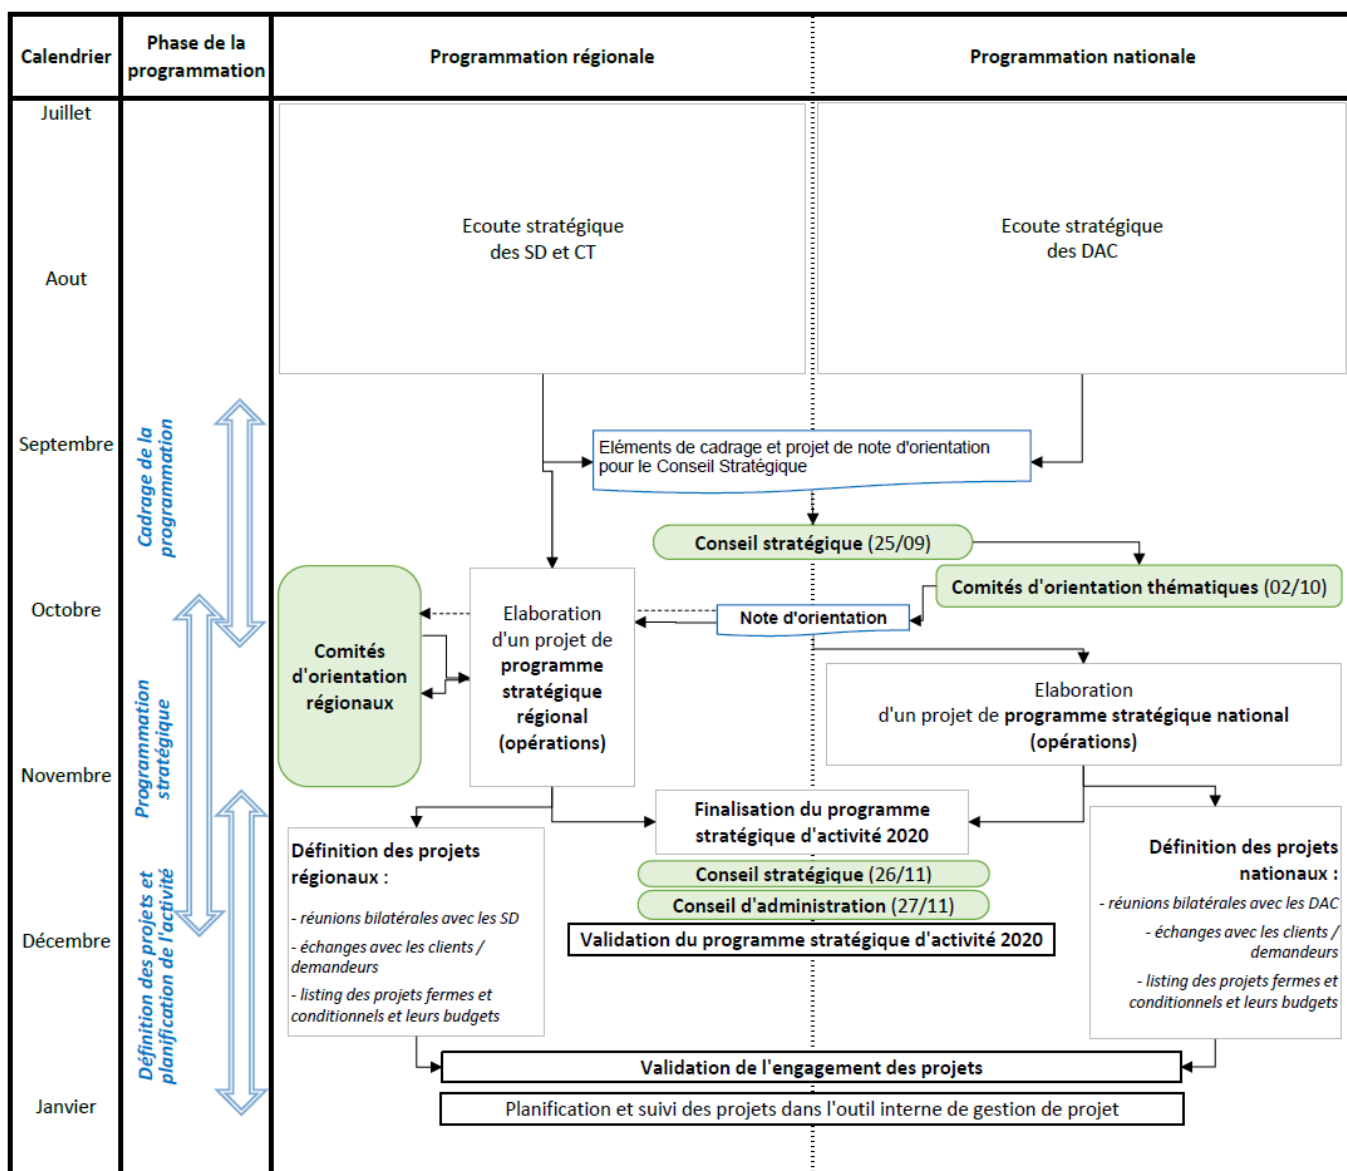 Calendrier
Phase de la
programmation
Programmation régionale
Programmation nationale
Juillet
Ecoute stratégique
des SD et CT
Ecoute stratégique
des DAC
Aout
Septembre
Cadrage de la
programmation
Eléments de cadrage et projet de note d'orientation
pour le Conseil Stratégique
Conseil stratégique (25/09)
Comités d'orientation thématiques (02/10)
Octobre
Note d'orientation
Comités
d'orientation
régionaux
Elaboration
d'un projet de
programme
stratégique
régional
(opérations)
Elaboration
d'un projet de programme stratégique national
(opérations)
Programmation
stratégique
Novembre
Finalisation du programme
stratégique d'activité 2020
Définition des projets
régionaux :
- réunions bilatérales avec les SD
- échanges avec les clients /
demandeurs
- listing des projets fermes et
conditionnels et leurs budgets
Conseil stratégique (26/11)
Conseil d'administration (27/11)
Validation du programme stratégique d'activité 2020
Définition des projets
nationaux :
- réunions bilatérales avec les DAC
- échanges avec les clients /
demandeurs
- listing des projets fermes et
conditionnels et leurs budgets
Définition des projets et
planification de l'activité
Décembre
Validation de l'engagement des projets
Janvier
Planification et suivi des projets dans l'outil interne de gestion de projet